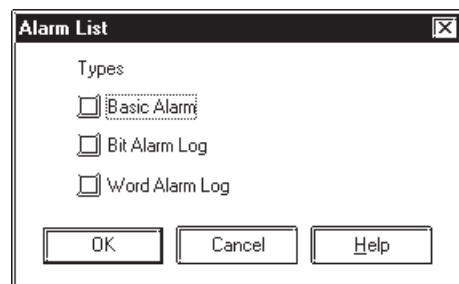 Alarm List
Types
Basic Alarm
Bit Alarm Log
Word Alarm Log
OK Cancel Help